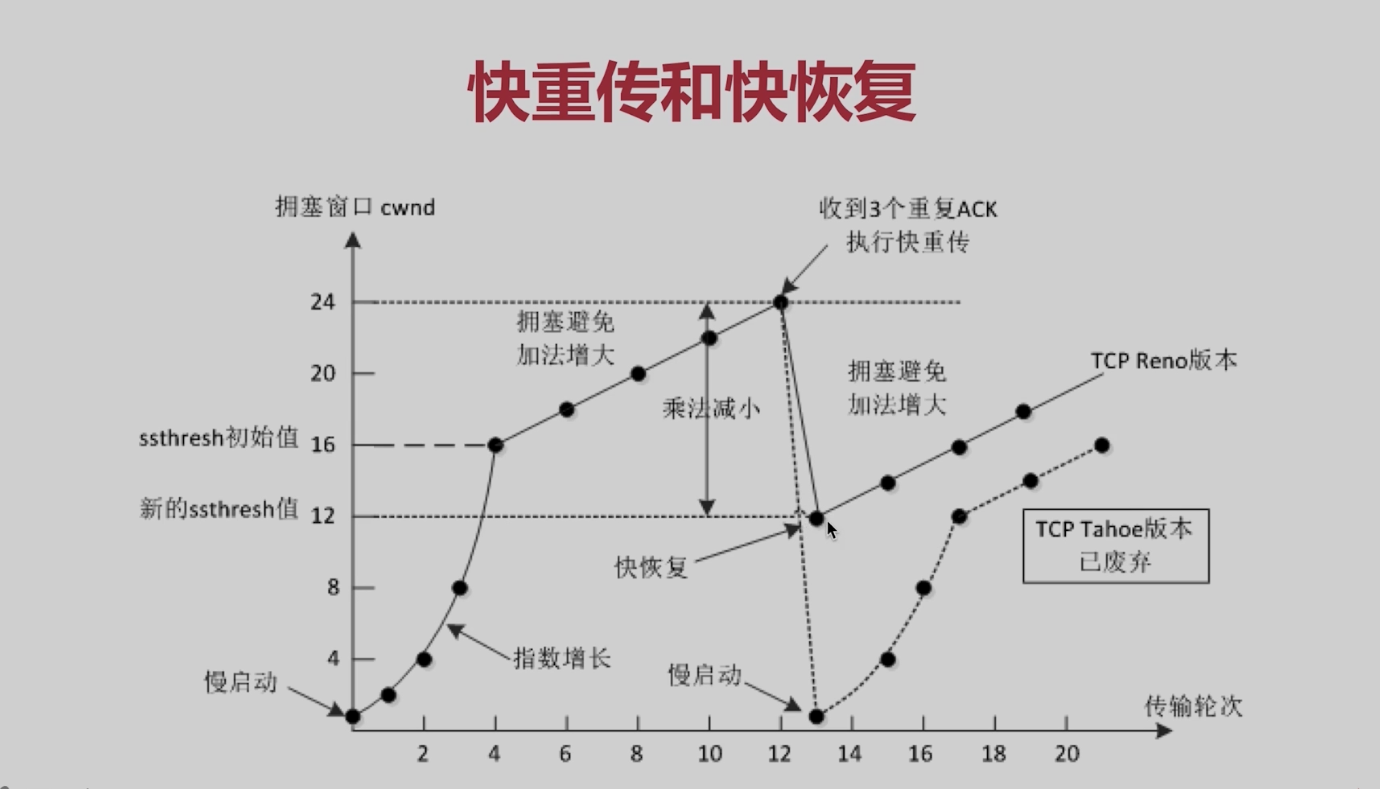 快重传和快恢复
拥塞窗口 cwnd
收到3个重复ACK
执行快重传
24
拥塞避免
加法增大
20
拥塞避免
加法增大
TCP Reno版本
乘法减小
ssthresh初始值
16
新的ssthresh值
12
TCP Tahoe版本
已废弃
快恢复
8
4
指数增长
慢启动
慢启动
传输轮次
2 4 6 8 10 12 14 16 18 20